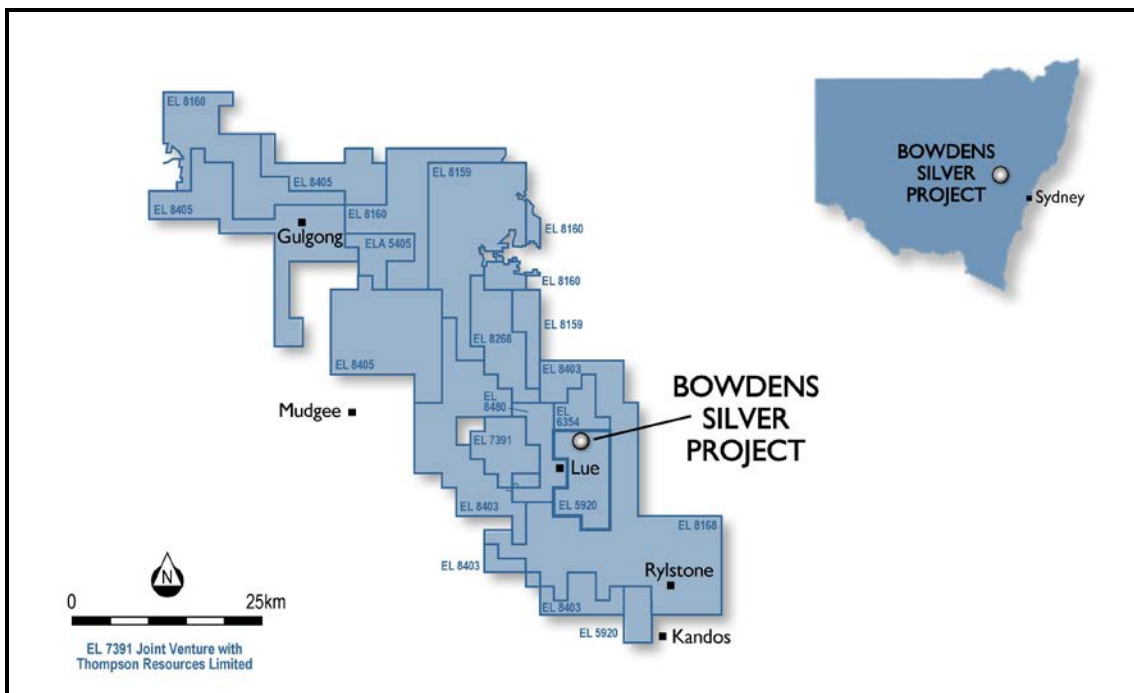 EL 8160
EL 8405
EL 8159
EL 8405
EL 8160
Gulgong
ELA 5405
EL 8160
EL 8160
EL 8159
EL 8268
EL 8405
EL 8403
Mudgee
EL
8480
EL
6354
EL 7391
Lue
BOWDENS
SILVER
PROJECT
EL 8403
EL 5920
EL 8168
EL 8403
Rylstone
EL 8403
EL 5920
Kandos
N
0 25km
EL 7391 Joint Venture with
Thompson Resources Limited
BOWDENS
SILVER
PROJECT
Sydney